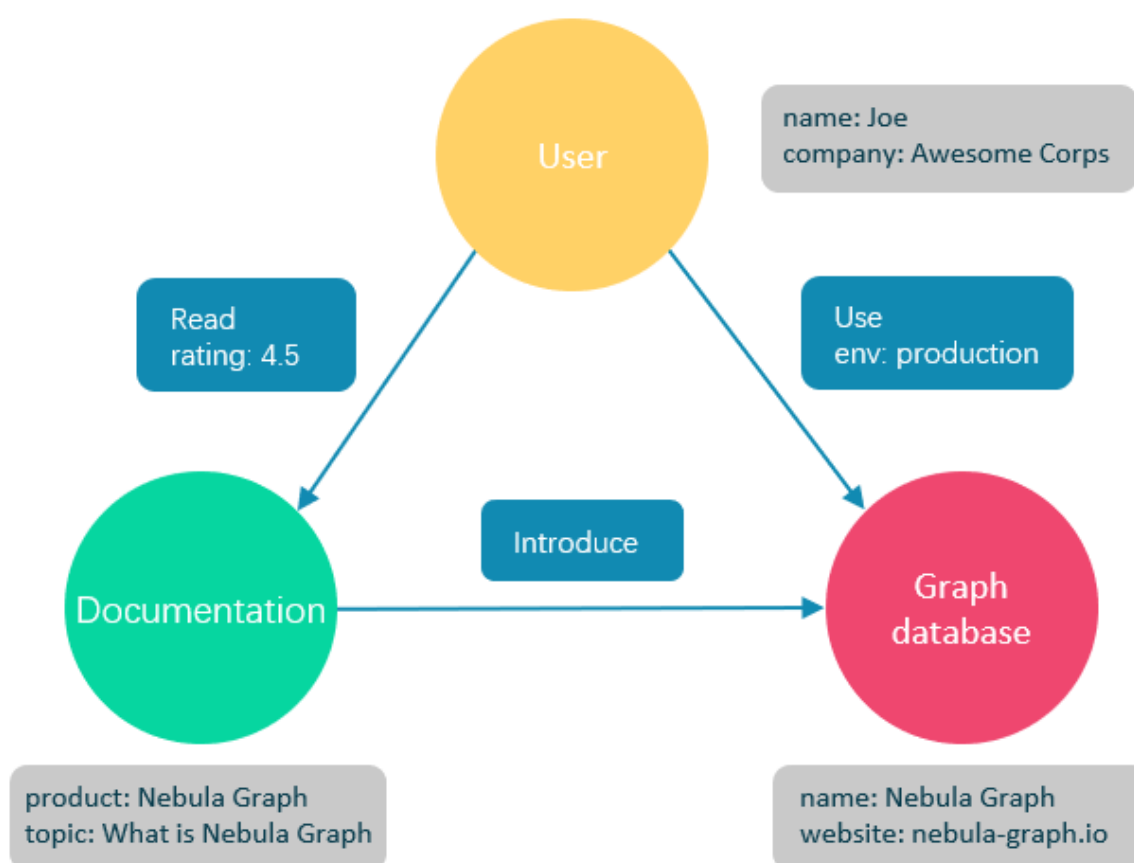 User
name: Joe
company: Awesome Corps
Read
rating: 4.5
Use
env: production
Introduce
Documentation
Graph
database
product: Nebula Graph
topic: What is Nebula Graph
name: Nebula Graph
website: nebula-graph.io